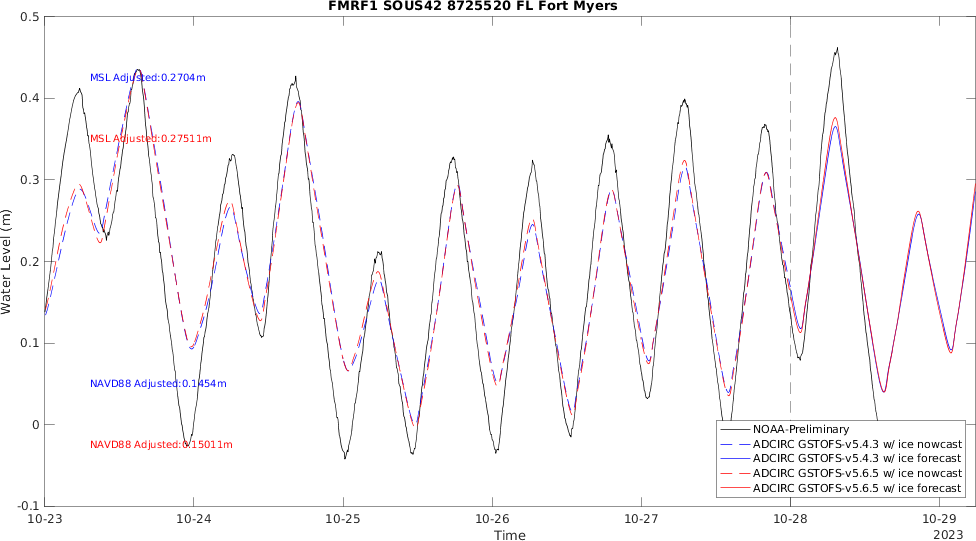 FMRF1 SOUS42 8725520 FL Fort Myers
0.5
0.4
0.3
0.2
0.1
0
-0.1
Water Level (m)
MSL Adjusted:0.2704m
MSL Adjusted:0.27511m
NAVD88 Adjusted:0.1454m
NAVD88 Adjusted:0.15011m
NOAA-Preliminary
ADCIRC GSTOFS-v5.4.3 w/ ice nowcast
ADCIRC GSTOFS-v5.4.3 w/ ice forecast
ADCIRC GSTOFS-v5.6.5 w/ ice nowcast
ADCIRC GSTOFS-v5.6.5 w/ ice forecast
10-23 10-24 10-25 10-26 10-27 10-28 10-29
2023
Time